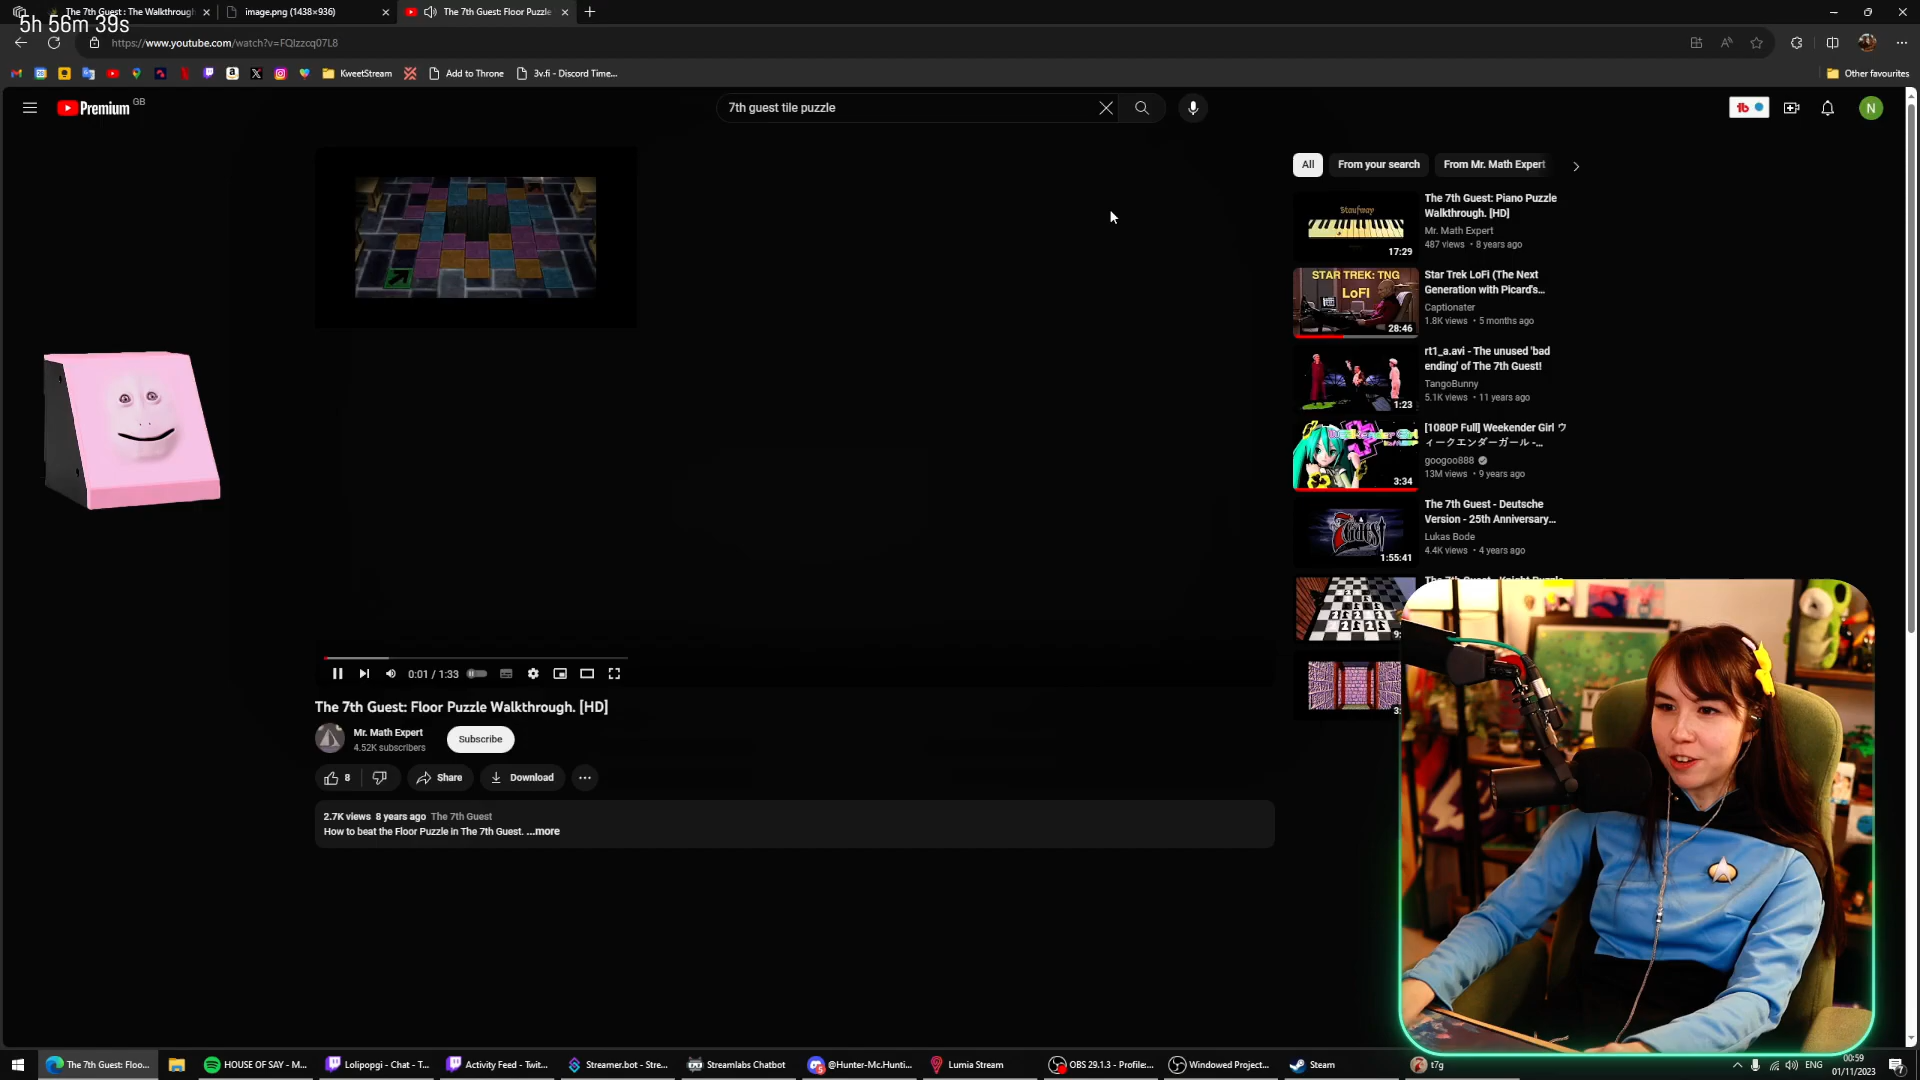 The 7th Guest : The Walkthroug
image.png (1438×936)
The 7th Guest: Floor Puzzle
5h 56m 39s
https://www.youtube.com/watch?v=FQIzzcq07L8
KweetStream
Add to Throne
3v.fi - Discord Time...
Other favourites
Premium GB
7th guest tile puzzle
N
All
From your search
From Mr. Math Expert
The 7th Guest: Piano Puzzle
Walkthrough. [HD]
Mr. Math Expert
487 views • 8 years ago
17:29
STAR TREK: TNG
LoFI
28:46
Star Trek LoFi (The Next
Generation with Picard's...
Captionater
1.8K views • 5 months ago
rt1_a.avi - The unused 'bad
ending' of The 7th Guest!
TangoBunny
5.1K views • 11 years ago
1:23
[1080P Full] Weekender Girl ウ
ィークエンダーガール -...
googoo888
13M views • 9 years ago
3:34
The 7th Guest - Deutsche
Version - 25th Anniversary...
Lukas Bode
4.4K views • 4 years ago
1:55:41
0:01 / 1:33
The 7th Guest: Floor Puzzle Walkthrough. [HD]
Mr. Math Expert
4.52K subscribers
Subscribe
8
Share
Download
2.7K views 8 years ago The 7th Guest
How to beat the Floor Puzzle in The 7th Guest. ...more
The 7th Guest: Floo...
HOUSE OF SAY - M...
Lolipopgi - Chat - T...
Activity Feed - Twit...
Streamer.bot - Stre...
Streamlabs Chatbot
@Hunter-Mc.Hunti...
Lumia Stream
OBS 29.1.3 - Profile:...
Windowed Project...
Steam
t7g
ENG
00:59
01/11/2023